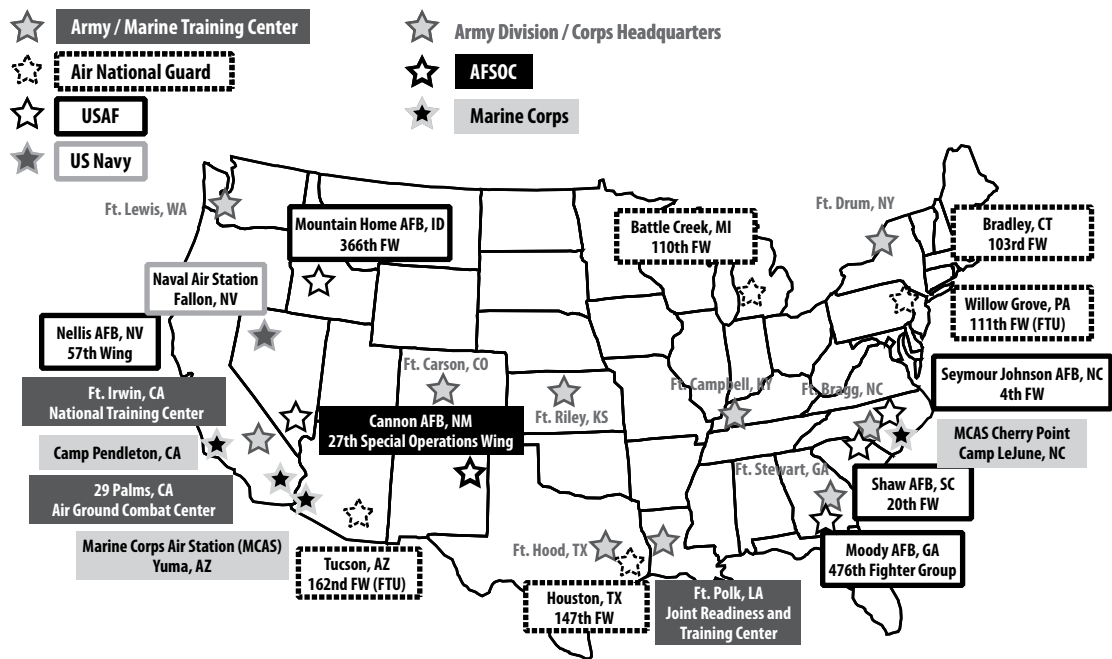 Army / Marine Training Center
Army Division / Corps Headquarters
Air National Guard
AFSOC
USAF
Marine Corps
US Navy
Ft. Lewis, WA
Mountain Home AFB, ID
366th FW
Battle Creek, MI
110th FW
Ft. Drum, NY
Bradley, CT
103rd FW
Naval Air Station
Fallon, NV
Willow Grove, PA
111th FW (FTU)
Nellis AFB, NV
57th Wing
Ft. Carson, CO
Ft. Riley, KS
Ft. Campbell, KY
Ft. Bragg, NC
Seymour Johnson AFB, NC
4th FW
Ft. Irwin, CA
National Training Center
Cannon AFB, NM
27th Special Operations Wing
Camp Pendleton, CA
MCAS Cherry Point
Camp LeJune, NC
29 Palms, CA
Air Ground Combat Center
Ft. Stewart, GA
Shaw AFB, SC
20th FW
Marine Corps Air Station (MCAS)
Yuma, AZ
Tucson, AZ
162nd FW (FTU)
Ft. Hood, TX
Moody AFB, GA
476th Fighter Group
Houston, TX
147th FW
Ft. Polk, LA
Joint Readiness and
Training Center